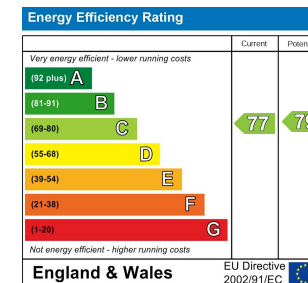 Energy Efficiency Rating
Current
Very energy efficient - lower running costs
(92 plus) A
(81-91) B
(69-80) C
77
(55-68) D
(39-54) E
(21-38) F
(1-20) G
Not energy efficient - higher running costs
England & Wales
EU Directive
2002/91/EC